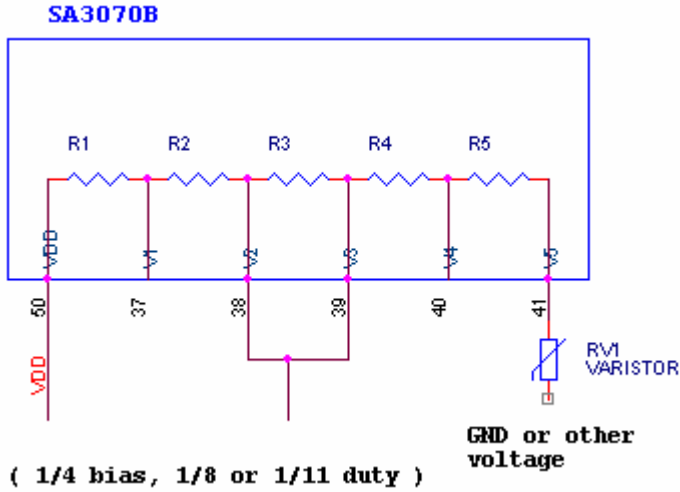 SA3070B
R1 R2 R3 R4 R5
VDD V1 V2 V3 V4 V5
50 37 38 39 40 41
VDD
RV1
VARISTOR
GND or other
voltage
( 1/4 bias, 1/8 or 1/11 duty )